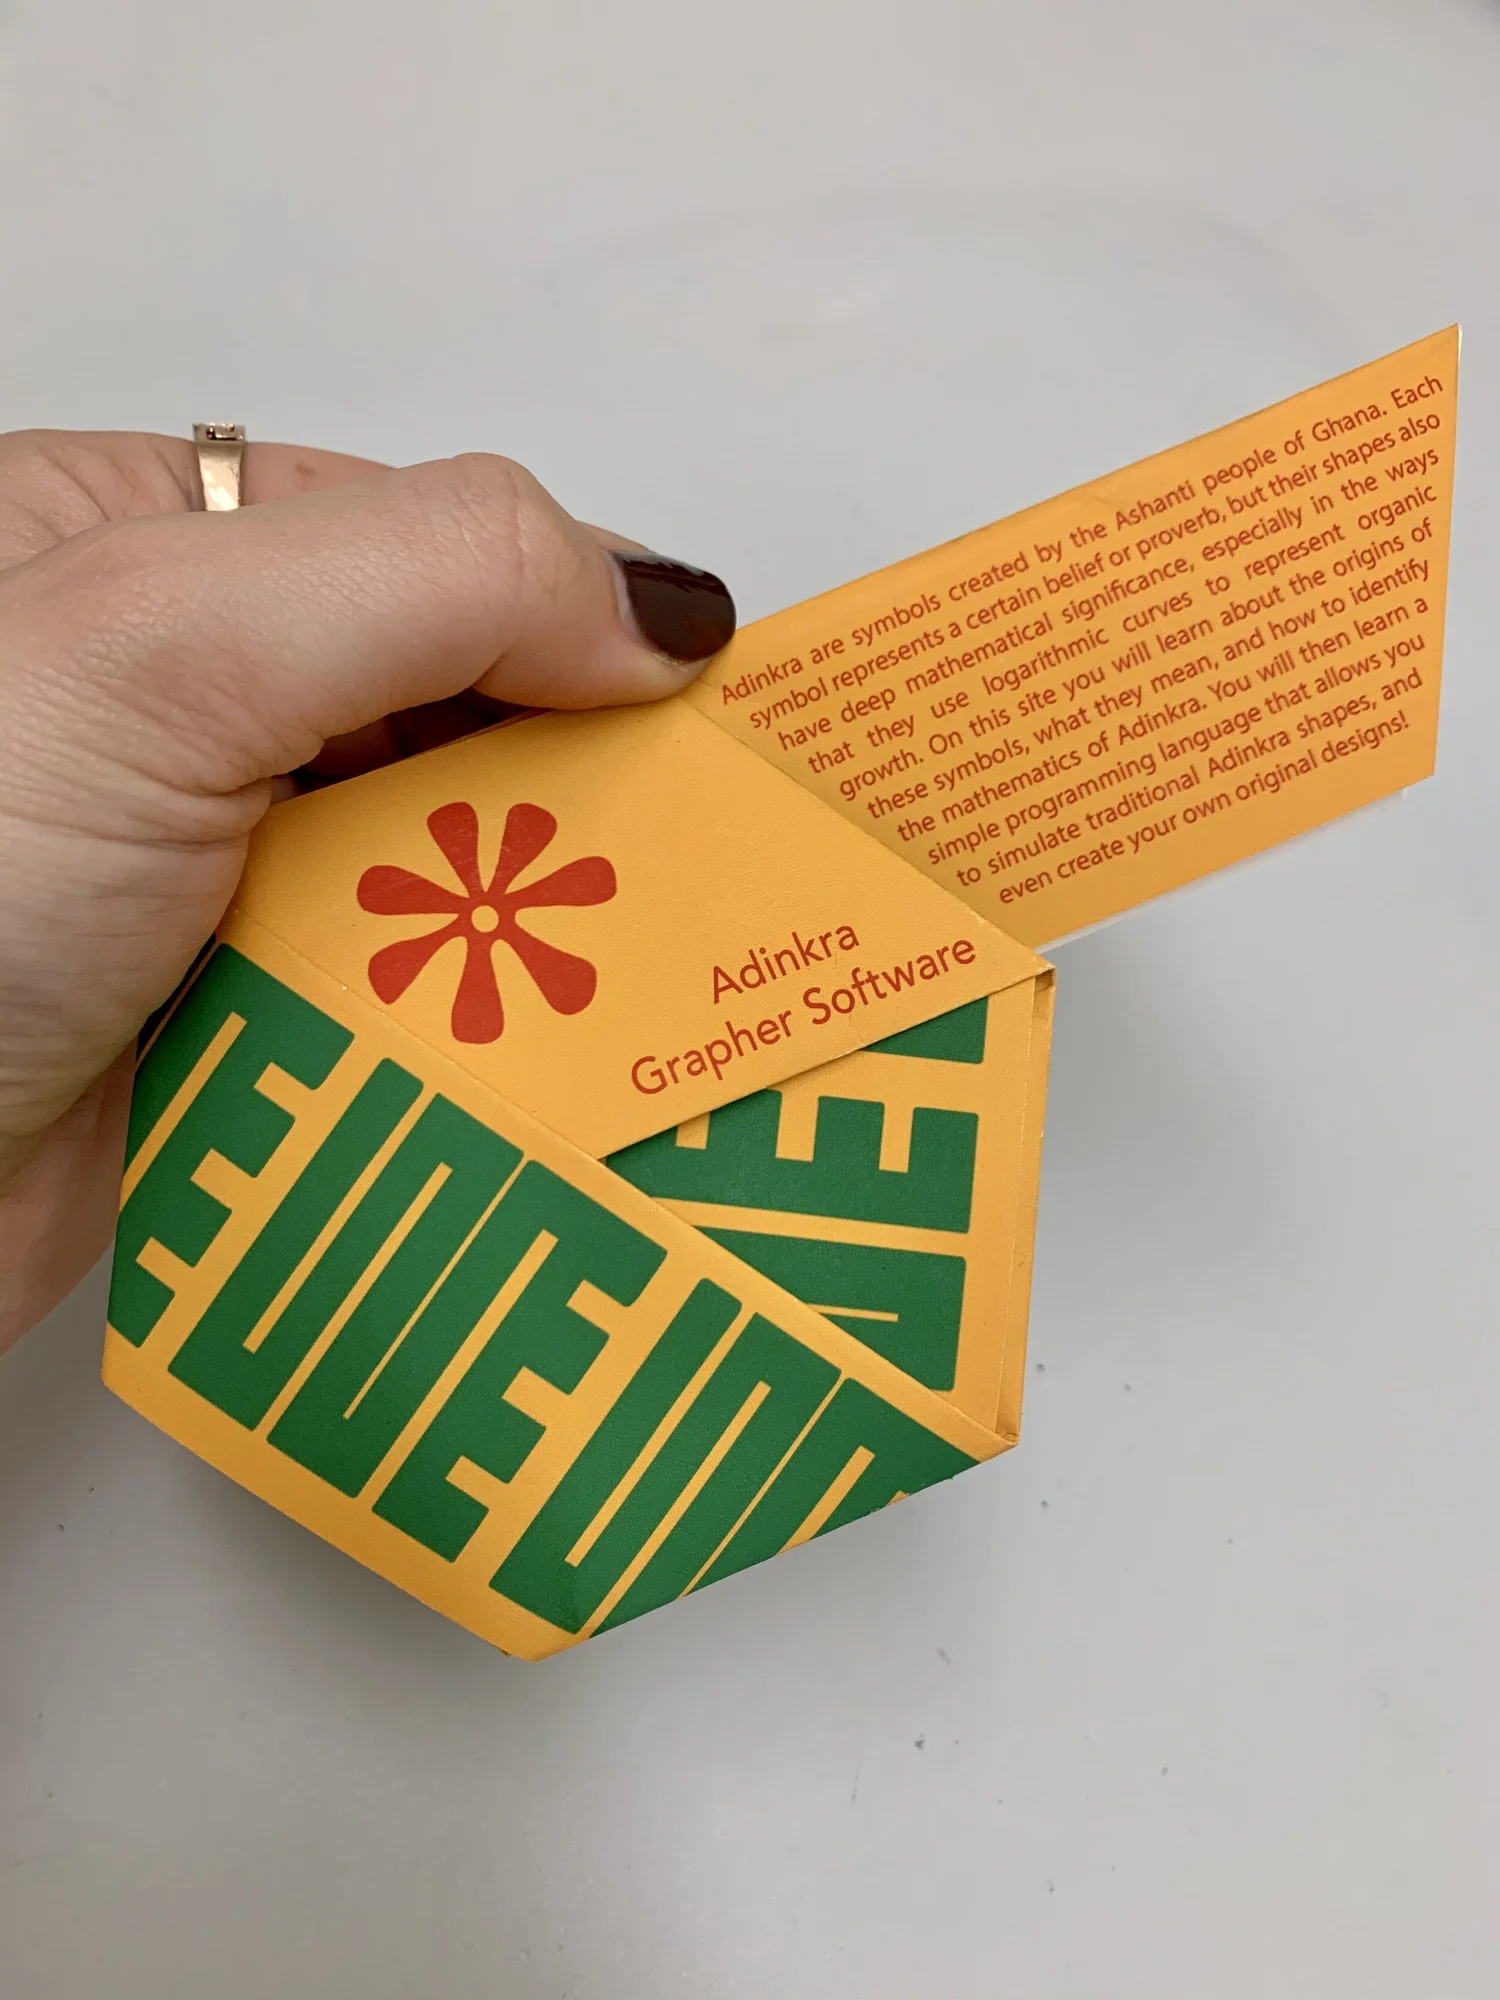 Adinkra are symbols created by the Ashanti people of Ghana. Each
symbol represents a certain belief or proverb, but their shapes also
have deep mathematical significance, especially in the ways
that they use logarithmic curves to represent organic
growth. On this site you will learn about the origins of
these symbols, what they mean, and how to identify
the mathematics of Adinkra. You will then learn a
simple programming language that allows you
to simulate traditional Adinkra shapes, and
even create your own original designs!
Adinkra
Grapher Software